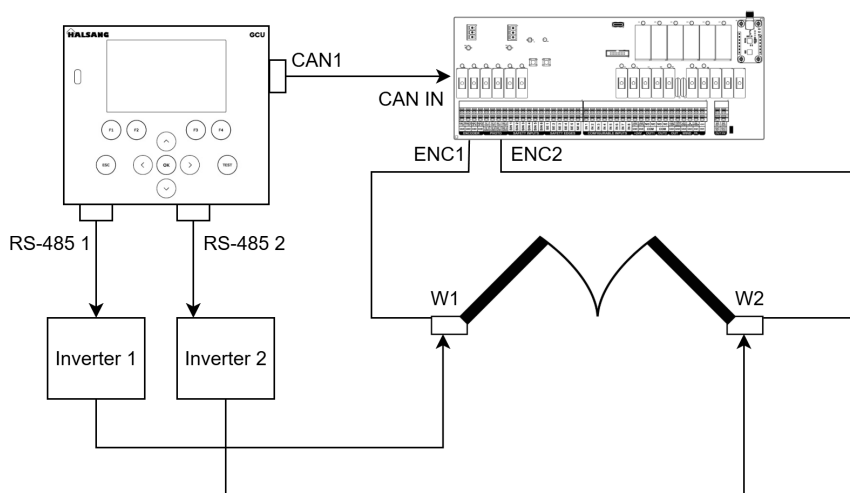 HALSANG
GCU
CAN1
CAN IN
F1
F2
F3
F4
ESC
OK
TEST
ENC1
ENC2
RS-485 1
RS-485 2
W1
W2
Inverter 1
Inverter 2